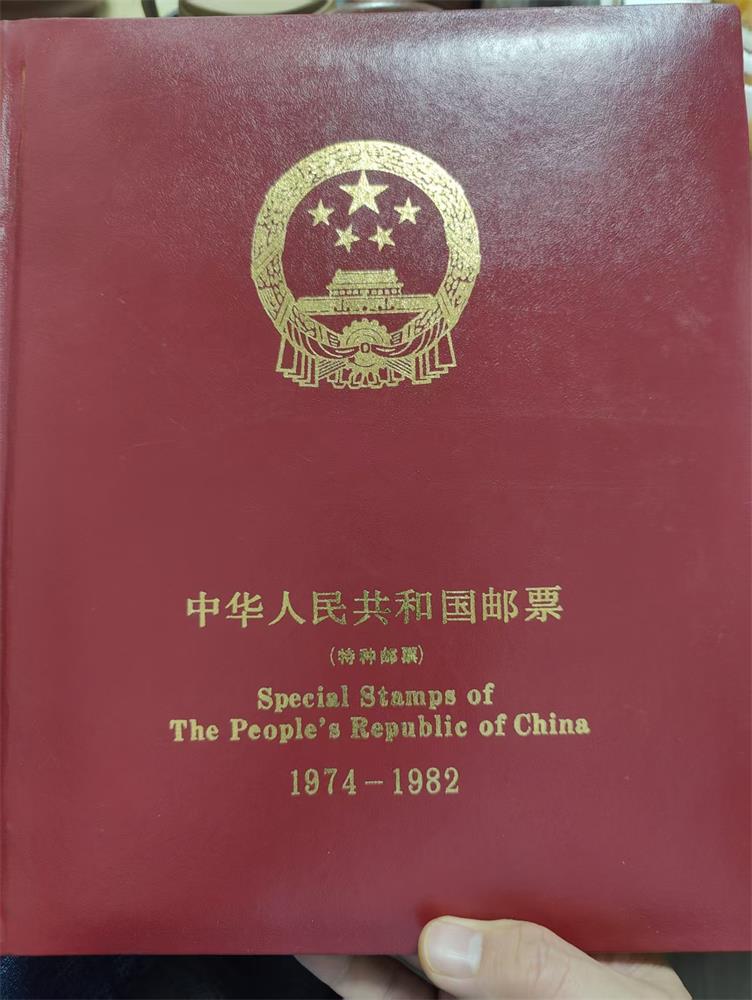 中华人民共和国邮票
(特种邮票)
Special Stamps of
The People's Republic of China
1974-1982